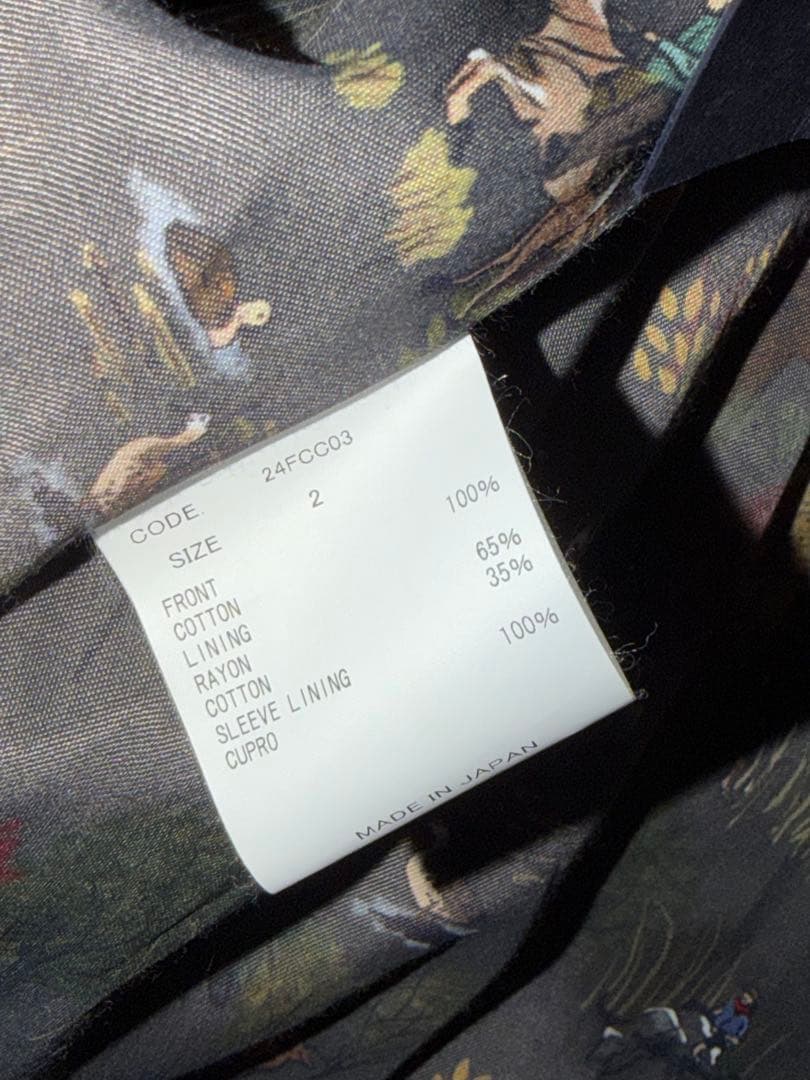 CODE. 24FCC03
SIZE 2
FRONT
COTTON 100%
LINING
RAYON 65%
COTTON 35%
SLEEVE LINING
CUPRO 100%
MADE IN JAPAN